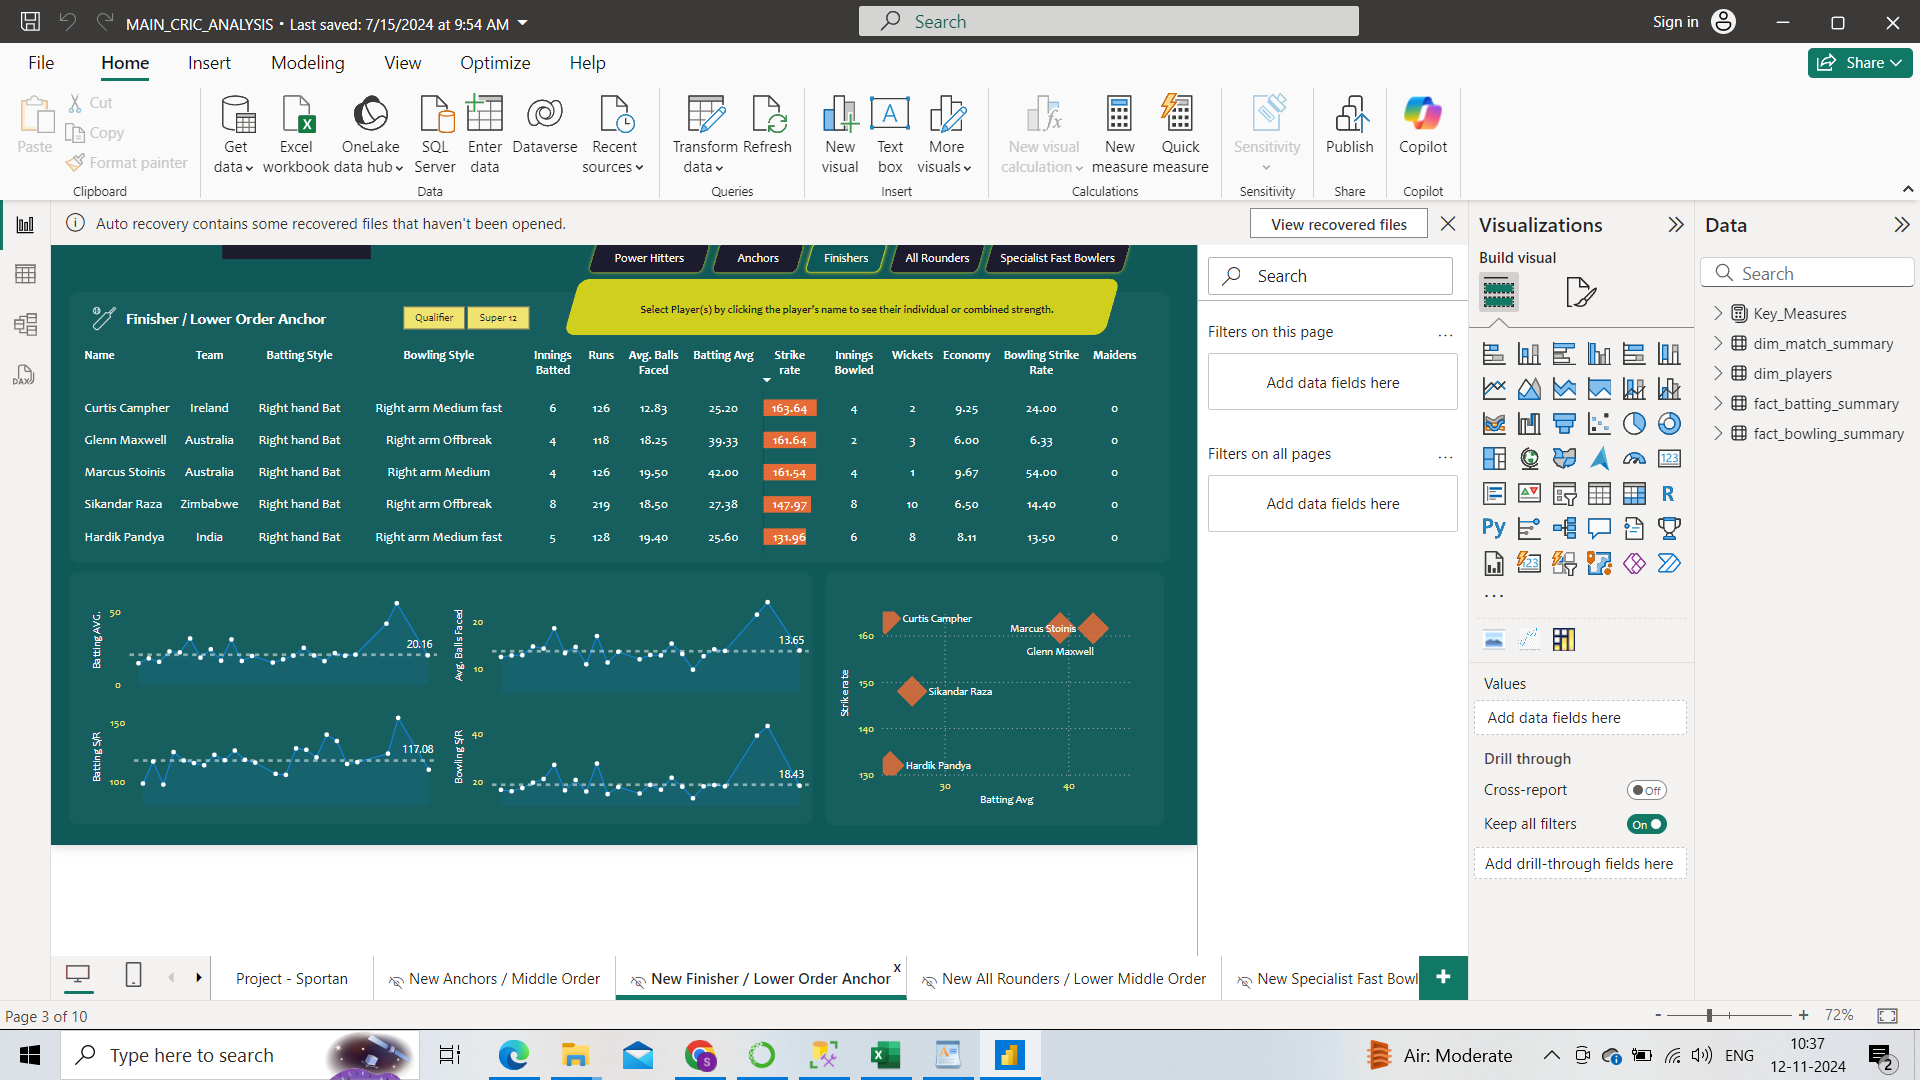 MAIN_CRIC_ANALYSIS • Last saved: 7/15/2024 at 9:54 AM
Search
Sign in
File
Home
Insert
Modeling
View
Optimize
Help
Share
Paste
Cut
Copy
Format painter
Clipboard
Get data
Excel workbook
OneLake data hub
SQL Server
Enter data
Dataverse
Recent sources
Data
Transform data
Refresh
Queries
New visual
Text box
More visuals
Insert
New visual calculation
New measure
Quick measure
Calculations
Sensitivity
Sensitivity
Publish
Share
Copilot
Copilot
Auto recovery contains some recovered files that haven't been opened.
View recovered files
Power Hitters
Anchors
Finishers
All Rounders
Specialist Fast Bowlers
Select Player(s) by clicking the player's name to see their individual or combined strength.
Finisher / Lower Order Anchor
Qualifier
Super 12
Name Team Batting Style Bowling Style Innings Batted Runs Avg. Balls Faced Batting Avg Strike rate Innings Bowled Wickets Economy Bowling Strike Rate Maidens
Curtis Campher Ireland Right hand Bat Right arm Medium fast 6 126 12.83 25.20 163.64 4 2 9.25 24.00 0
Glenn Maxwell Australia Right hand Bat Right arm Offbreak 4 118 18.25 39.33 161.64 2 3 6.00 6.33 0
Marcus Stoinis Australia Right hand Bat Right arm Medium 4 126 19.50 42.00 161.54 4 1 9.67 54.00 0
Sikandar Raza Zimbabwe Right hand Bat Right arm Offbreak 8 219 18.50 27.38 147.97 8 10 6.50 14.40 0
Hardik Pandya India Right hand Bat Right arm Medium fast 5 128 19.40 25.60 131.96 6 8 8.11 13.50 0
Batting AVG.
50
0
20.16
Avg. Balls Faced
20
10
13.65
Batting S/R
150
100
117.08
Bowling S/R
40
20
18.43
Strike rate
160
150
140
130
Curtis Campher
Marcus Stoinis
Glenn Maxwell
Sikandar Raza
Hardik Pandya
30
40
Batting Avg
Search
Filters on this page
...
Add data fields here
Filters on all pages
...
Add data fields here
Visualizations
Build visual
123
R
Py
123
...
Values
Add data fields here
Drill through
Cross-report
Off
Keep all filters
On
Add drill-through fields here
Data
Search
Key_Measures
dim_match_summary
dim_players
fact_batting_summary
fact_bowling_summary
DAX
Project - Sportan
New Anchors / Middle Order
New Finisher / Lower Order Anchor
x
New All Rounders / Lower Middle Order
New Specialist Fast Bowl
+
Page 3 of 10
- + 72%
Type here to search
S
Air: Moderate
ENG
10:37
12-11-2024
2